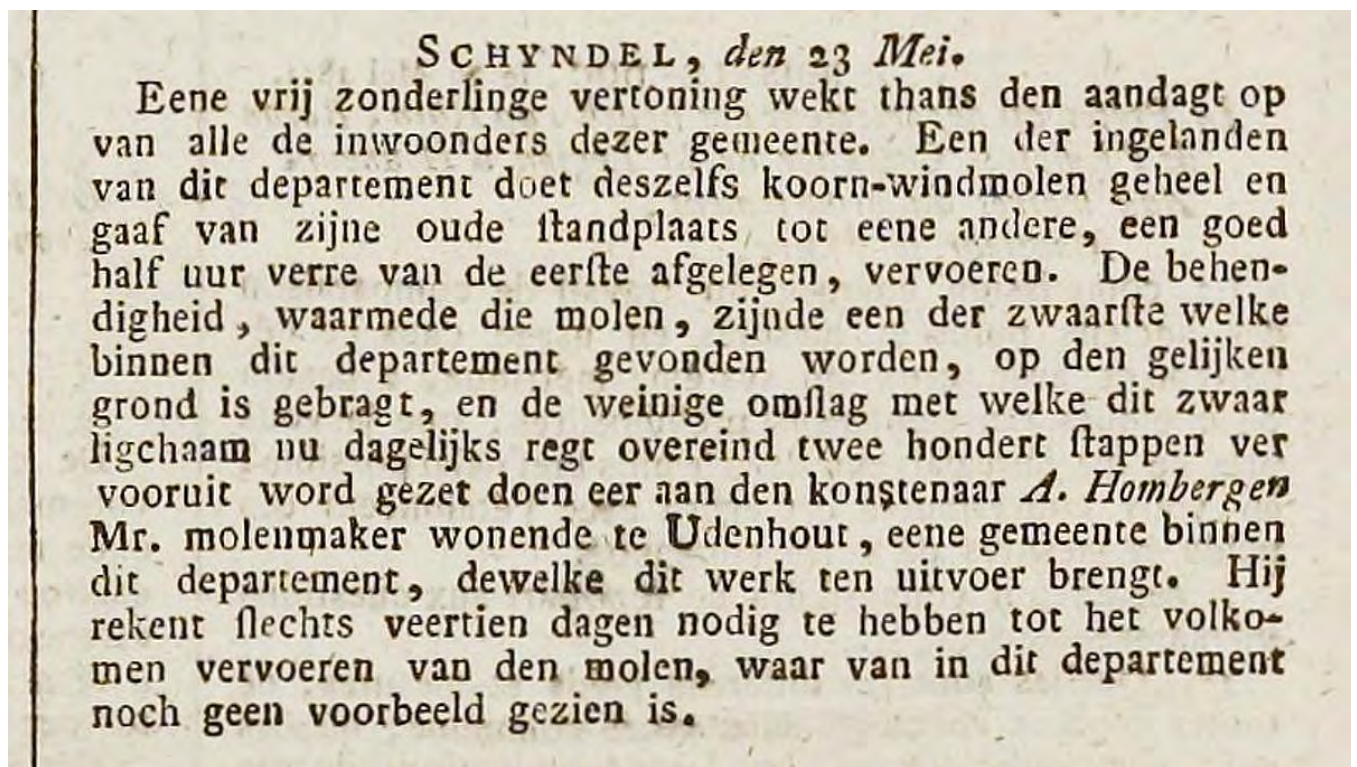 SCHYNDEL, den 23 Mei.
Eene vrij zonderlinge vertoning wekt thans den aandagt op
van alle de inwoonders dezer gemeente. Een der ingelanden
van dit departement doet deszelfs koorn-windmolen geheel en
gaaf van zijne oude ſtandplaats tot eene andere, een goed
half uur verre van de eerſte afgelegen, vervoeren. De behen-
digheid, waarmede die molen, zijnde een der zwaarſte welke
binnen dit departement gevonden worden, op den gelijken
grond is gebragt, en de weinige omſlag met welke dit zwaar
ligchaam nu dagelijks regt overeind twee hondert ſtappen ver
vooruit word gezet doen eer aan den konstenaar A. Hombergen
Mr. molenmaker wonende te Udenhout, eene gemeente binnen
dit departement, dewelke dit werk ten uitvoer brengt. Hij
rekent ſlechts veertien dagen nodig te hebben tot het volko-
men vervoeren van den molen, waar van in dit departement
noch geen voorbeeld gezien is.